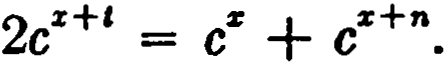 2c^{x+t} = c^x + c^{x+n}.